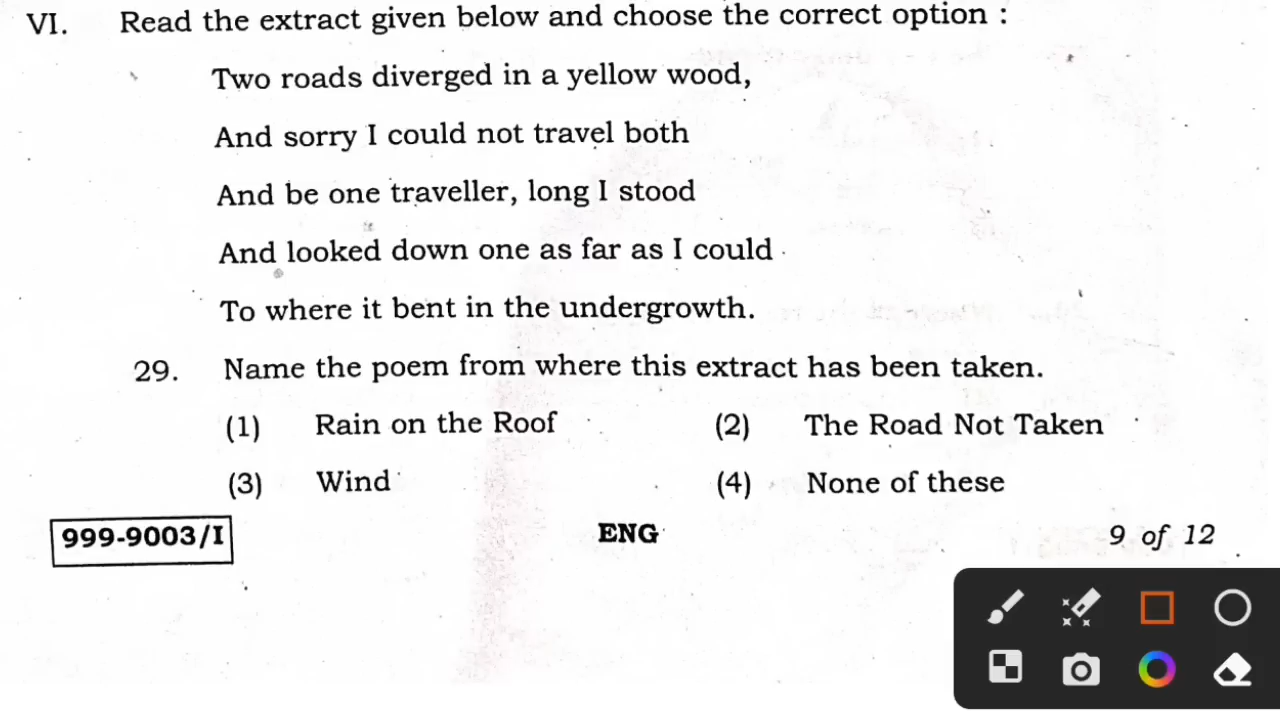 VI. Read the extract given below and choose the correct option :
Two roads diverged in a yellow wood,
And sorry I could not travel both
And be one traveller, long I stood
And looked down one as far as I could
To where it bent in the undergrowth.
29. Name the poem from where this extract has been taken.
(1) Rain on the Roof (2) The Road Not Taken
(3) Wind (4) None of these
999-9003/I ENG 9 of 12